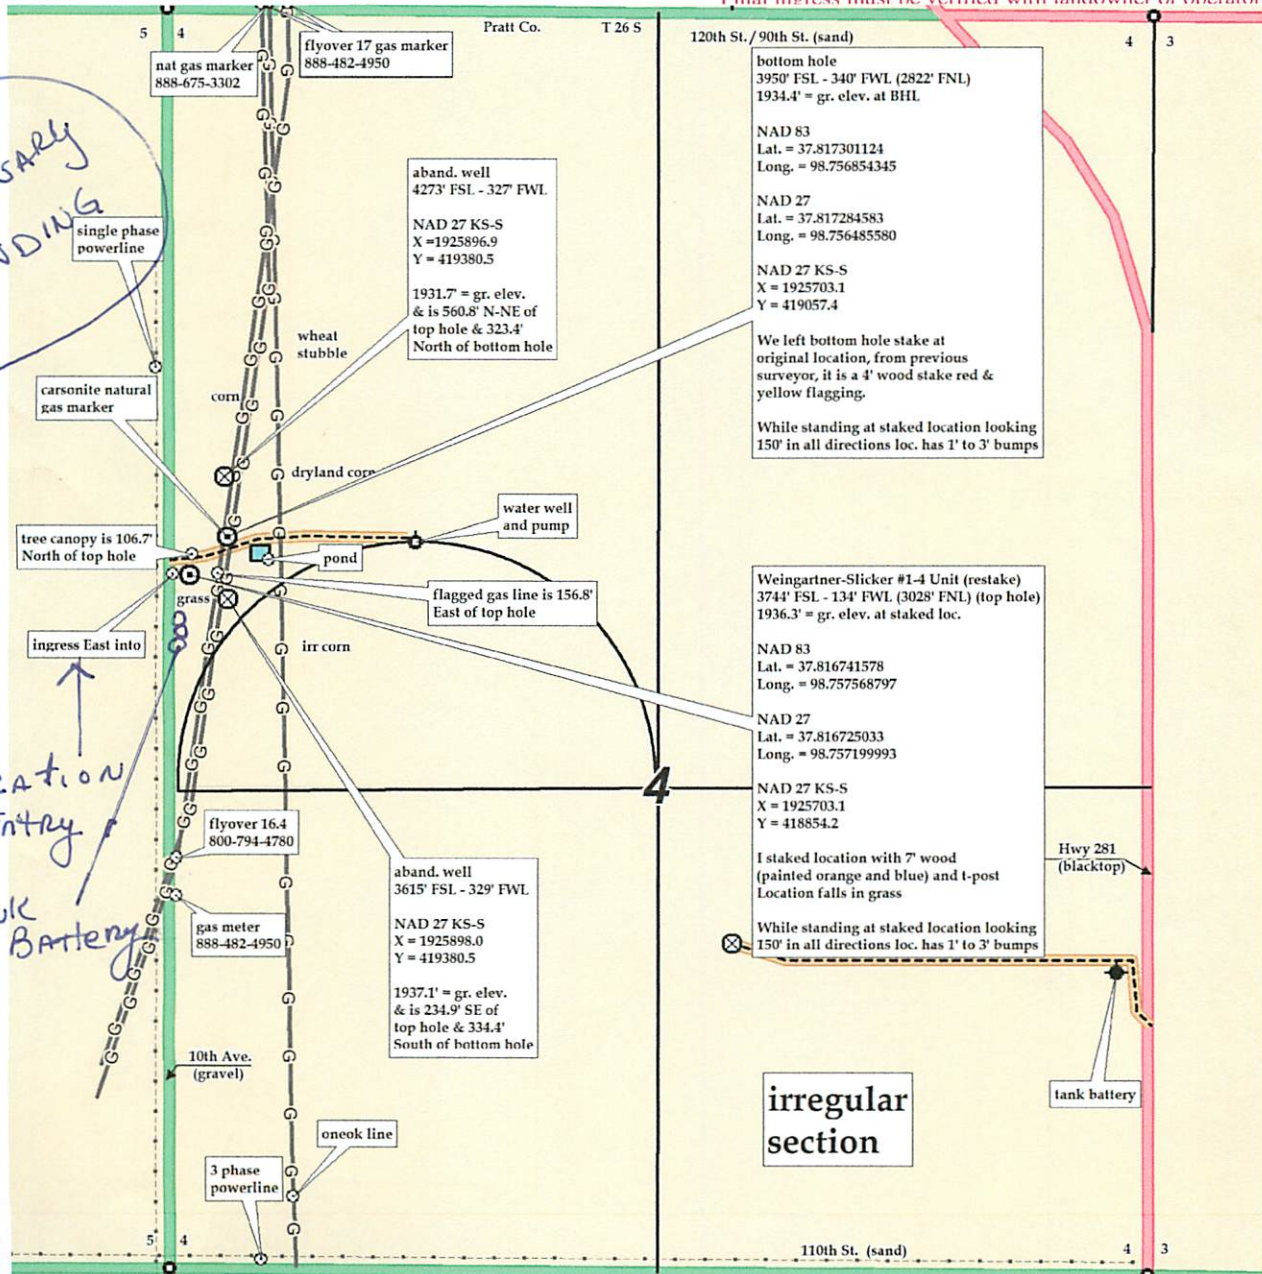 5 4
Pratt Co.
T 26 S
120th St./90th St. (sand)
4 3
nat gas marker
888-675-3302
flyover 17 gas marker
888-482-4950
bottom hole
3950' FSL - 340' FWL (2822' FNL)
1934.4' = gr. elev. at BHL
NAD 83
Lat. = 37.817301124
Long. = 98.756854345
NAD 27
Lat. = 37.817284583
Long. = 98.756485580
NAD 27 KS-S
X = 1925703.1
Y = 419057.4
We left bottom hole stake at
original location, from previous
surveyor, it is a 4' wood stake red &
yellow flagging.
While standing at staked location looking
150' in all directions loc. has 1' to 3' bumps
aband. well
4273' FSL - 327' FWL
NAD 27 KS-S
X =1925896.9
Y = 419380.5
1931.7' = gr. elev.
& is 560.8' N-NE of
top hole & 323.4'
North of bottom hole
single phase
powerline
wheat
stubble
carsonite natural
gas marker
corn
dryland corn
water well
and pump
tree canopy is 106.7'
North of top hole
pond
flagged gas line is 156.8'
East of top hole
grass
ingress East into
irr corn
Weingartner-Slicker #1-4 Unit (restake)
3744' FSL - 134' FWL (3028' FNL) (top hole)
1936.3' = gr. elev. at staked loc.
NAD 83
Lat. = 37.816741578
Long. = 98.757568797
NAD 27
Lat. = 37.816725033
Long. = 98.757199993
NAD 27 KS-S
X = 1925703.1
Y = 418854.2
I staked location with 7' wood
(painted orange and blue) and t-post
Location falls in grass
While standing at staked location looking
150' in all directions loc. has 1' to 3' bumps
4
Entry
Battery
flyover 16.4
800-794-4780
gas meter
888-482-4950
aband. well
3615' FSL - 329' FWL
NAD 27 KS-S
X = 1925898.0
Y = 419380.5
1937.1' = gr. elev.
& is 234.9' SE of
top hole & 334.4'
South of bottom hole
Hwy 281
(blacktop)
10th Ave.
(gravel)
tank battery
irregular
section
oneok line
3 phase
powerline
5 4
110th St. (sand)
4 3